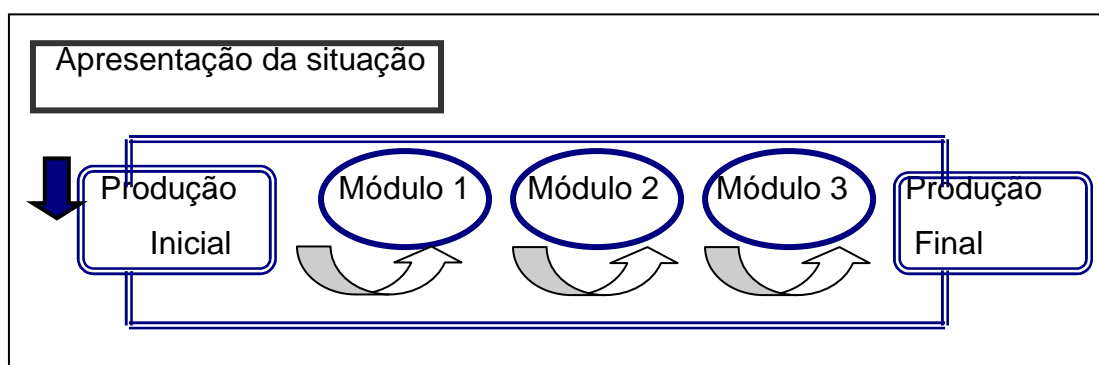 Apresentação da situação
Produção
Inicial
Módulo 1
Módulo 2
Módulo 3
Produção
Final